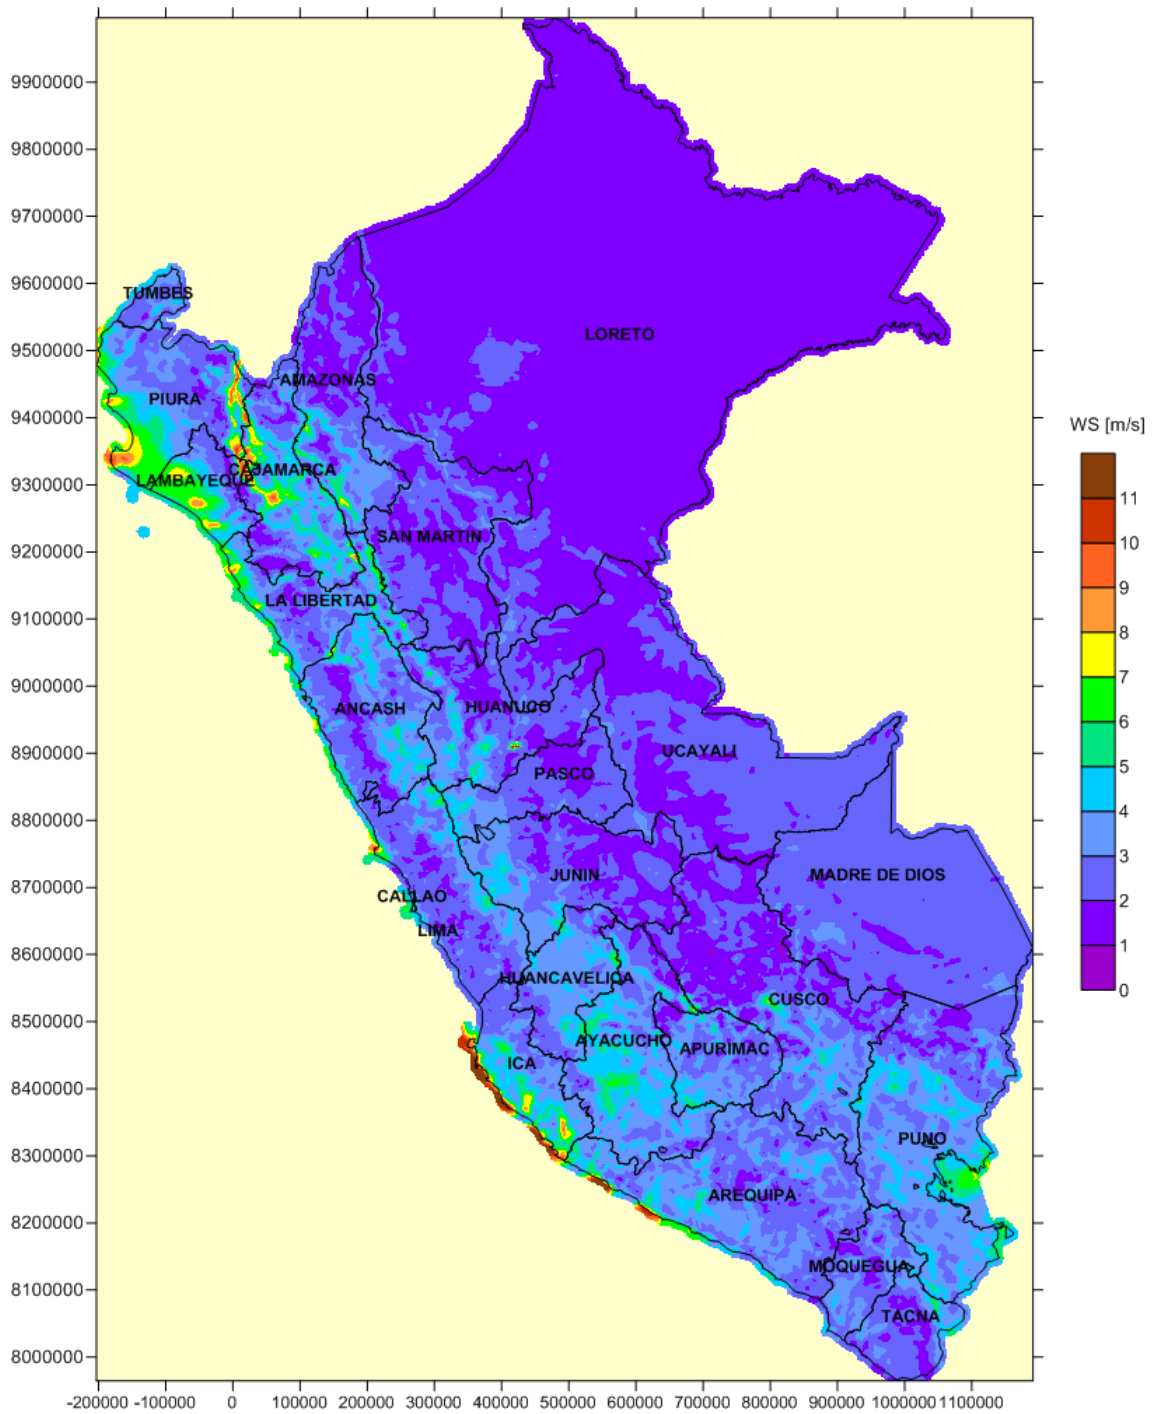 9900000
9800000
9700000
9600000
9500000
9400000
9300000
9200000
9100000
9000000
8900000
8800000
8700000
8600000
8500000
8400000
8300000
8200000
8100000
8000000
-200000 -100000 0 100000 200000 300000 400000 500000 600000 700000 800000 900000 1000000 1100000
TUMBES
LORETO
AMAZONAS
PIURA
CAJAMARCA
LAMBAYEQUE
SAN MARTIN
LA LIBERTAD
ANCASH
HUANUCO
UCAYALI
PASCO
JUNIN
MADRE DE DIOS
CALLAO
LIMA
HUANCAVELICA
CUSCO
AYACUCHO
APURIMAC
ICA
PUNO
AREQUIPA
MOQUEGUA
TACNA
WS [m/s]
11
10
9
8
7
6
5
4
3
2
1
0